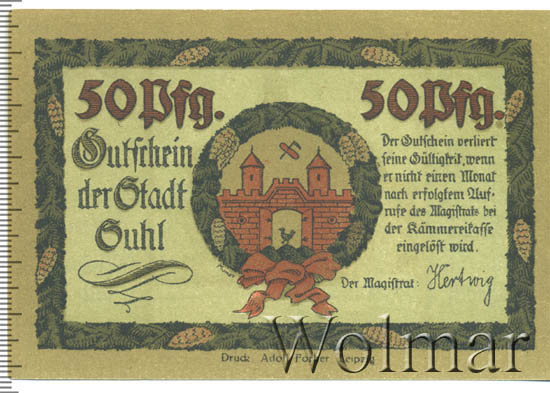 50 Pfg.
50 Pfg.
Gutschein
der Stadt
Suhl
Der Gutschein verliert
seine Gültigkeit, wenn
er nicht einen Monat
nach erfolgtem Auf-
rufe des Magistrats bei
der Kämmereikasse
eingelöst wird.
Der Magistrat: Hertwig
Druck Adolf Leipzig
Wolmar